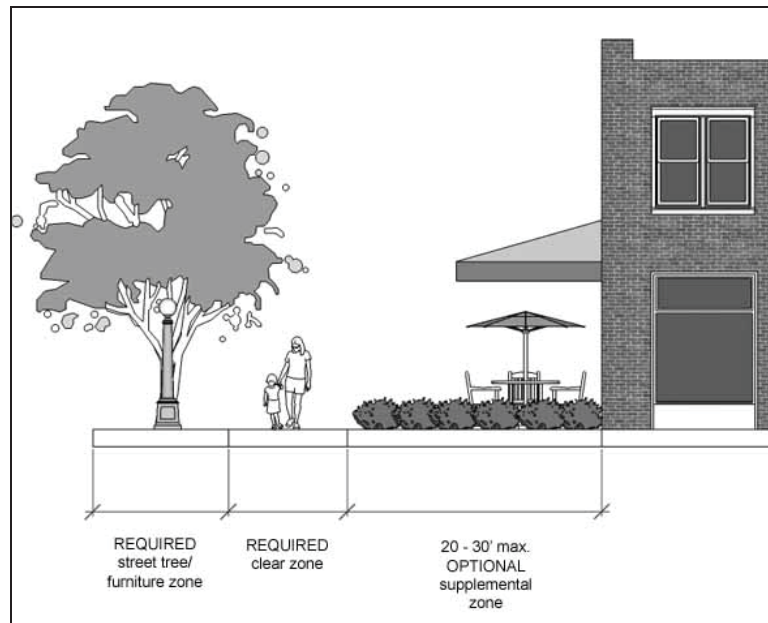 REQUIRED
street tree/
furniture zone
REQUIRED
clear zone
20 - 30' max.
OPTIONAL
supplemental
zone